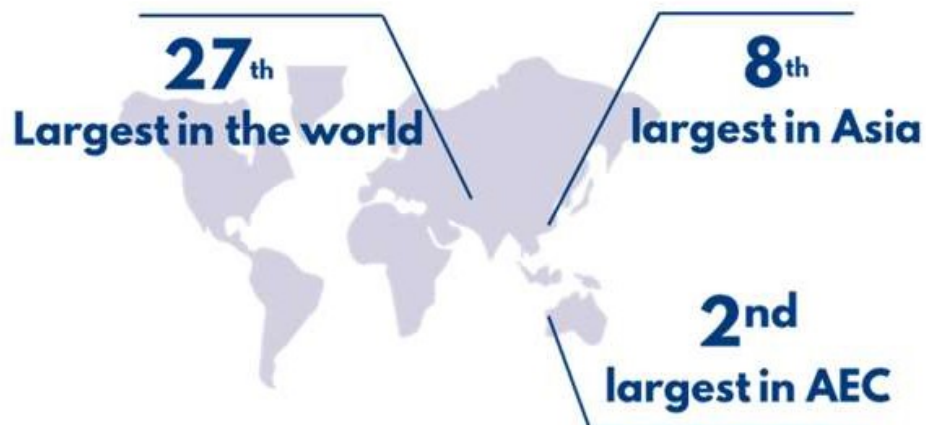 27th
Largest in the world
8th
largest in Asia
2nd
largest in AEC